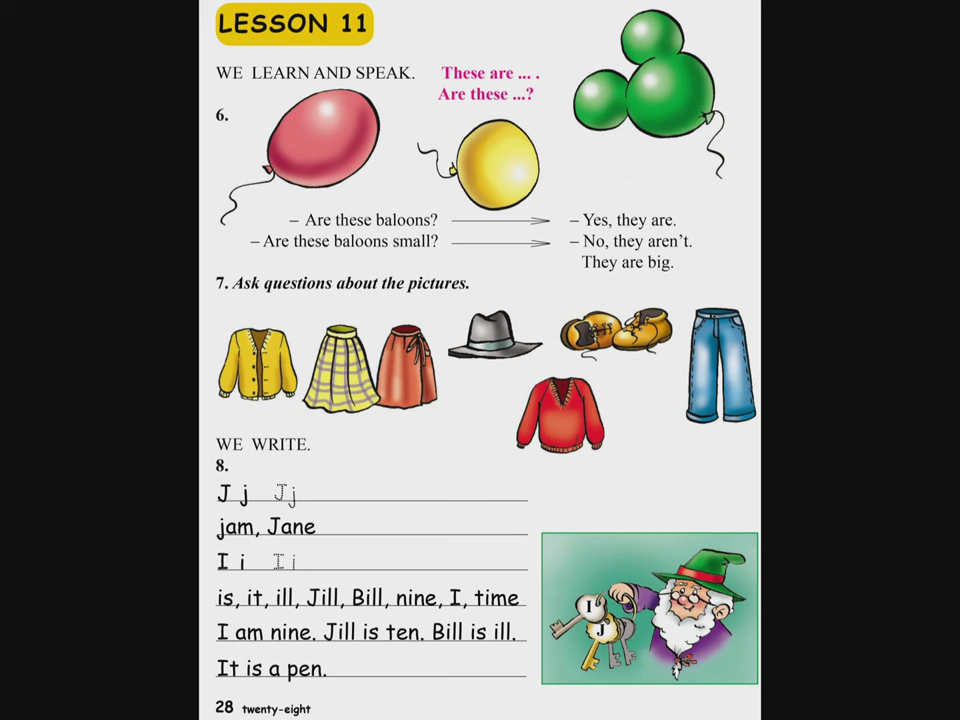 LESSON 11
WE LEARN AND SPEAK. These are ... .
Are these ...?
6.
– Are these baloons? – Yes, they are.
– Are these baloons small? – No, they aren't.
They are big.
7. Ask questions about the pictures.
WE WRITE.
8.
J j J j
jam, Jane
I i I i
is, it, ill, Jill, Bill, nine, I, time
I am nine. Jill is ten. Bill is ill.
It is a pen.
I
J
28 twenty-eight